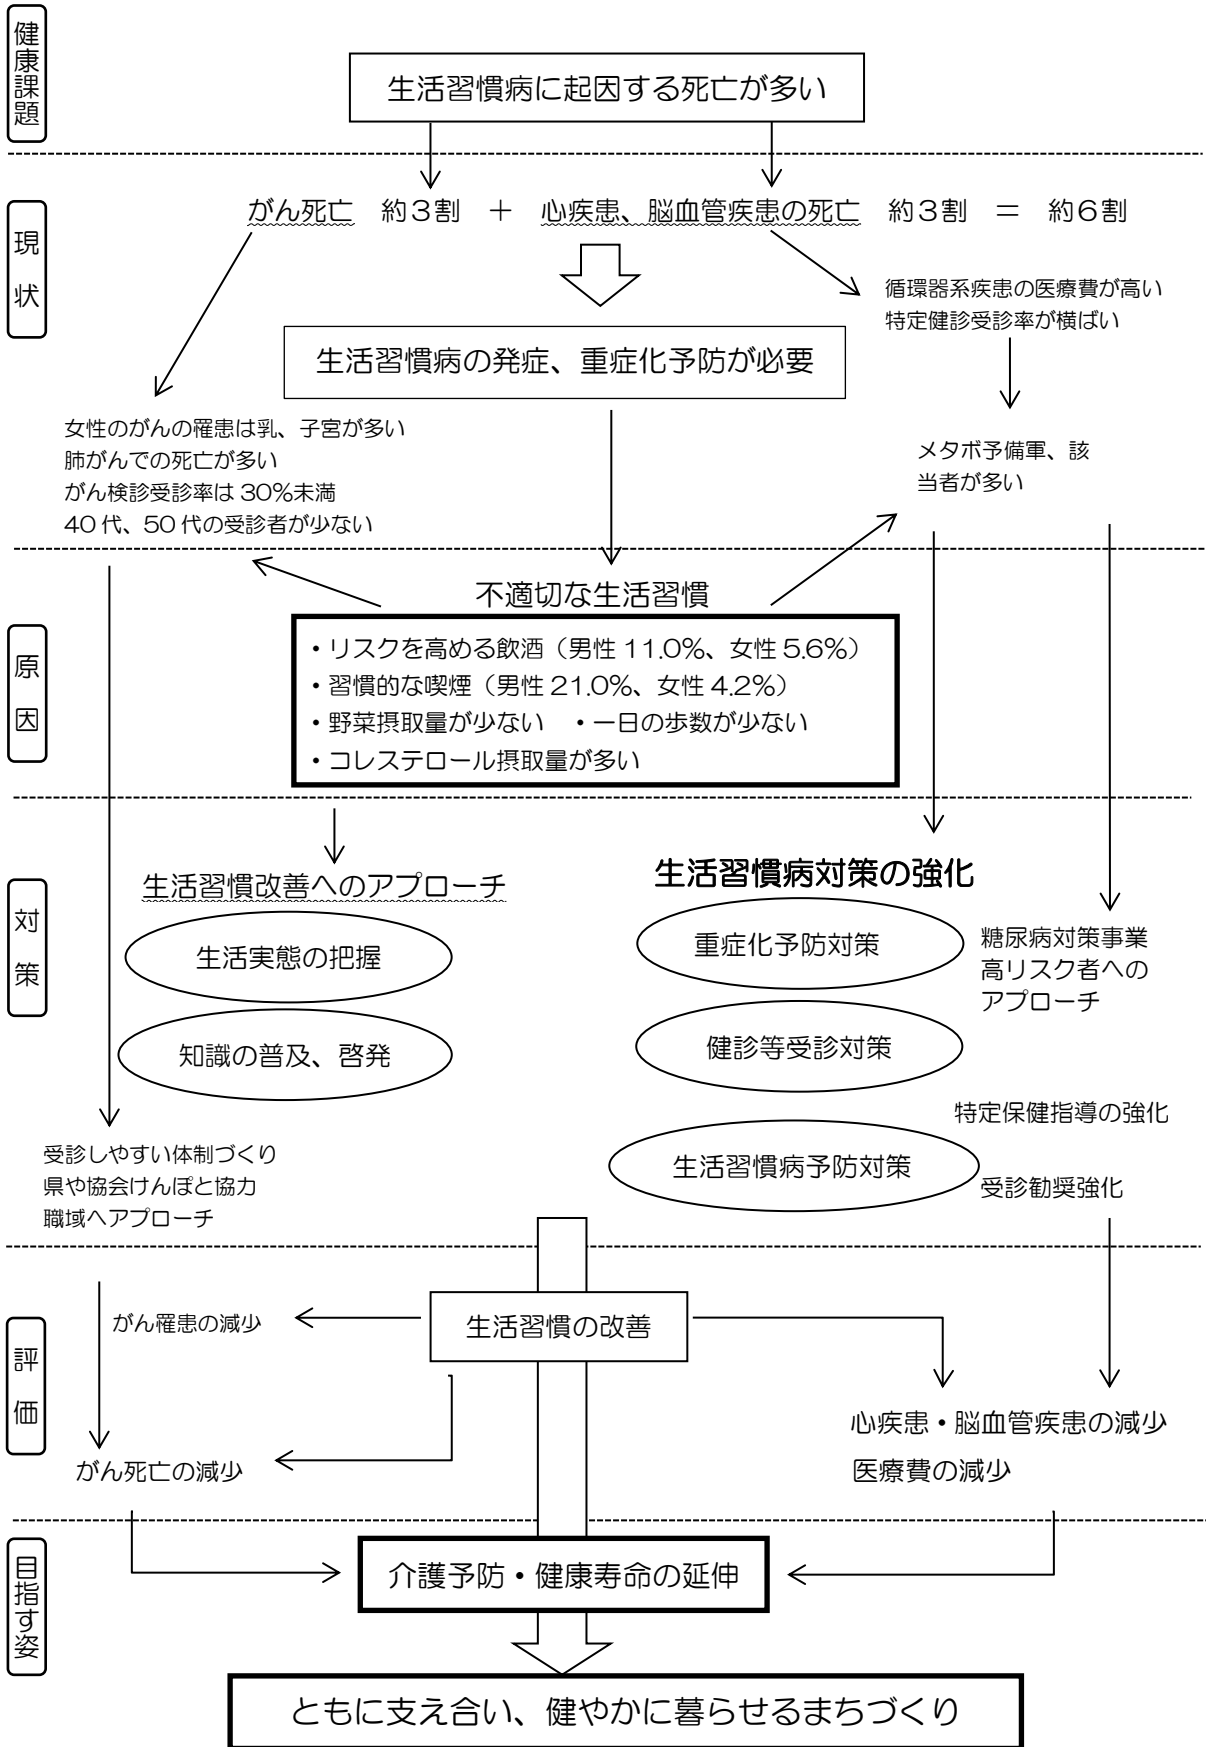 健康課題
生活習慣病に起因する死亡が多い
現状
がん死亡 約3割 + 心疾患、脳血管疾患の死亡 約3割 = 約6割
循環器系疾患の医療費が高い
特定健診受診率が横ばい
生活習慣病の発症、重症化予防が必要
女性のがんの罹患は乳、子宮が多い
肺がんでの死亡が多い
がん検診受診率は30%未満
40代、50代の受診者が少ない
メタボ予備軍、該
当者が多い
原因
不適切な生活習慣
・リスクを高める飲酒(男性11.0%、女性5.6%)
・習慣的な喫煙(男性21.0%、女性4.2%)
・野菜摂取量が少ない ・一日の歩数が少ない
・コレステロール摂取量が多い
対策
生活習慣改善へのアプローチ
生活実態の把握
知識の普及、啓発
受診しやすい体制づくり
県や協会けんぽと協力
職域へアプローチ
生活習慣病対策の強化
重症化予防対策
健診等受診対策
生活習慣病予防対策
糖尿病対策事業
高リスク者への
アプローチ
特定保健指導の強化
受診勧奨強化
評価
がん罹患の減少
生活習慣の改善
心疾患・脳血管疾患の減少
がん死亡の減少
医療費の減少
目指す姿
介護予防・健康寿命の延伸
ともに支え合い、健やかに暮らせるまちづくり